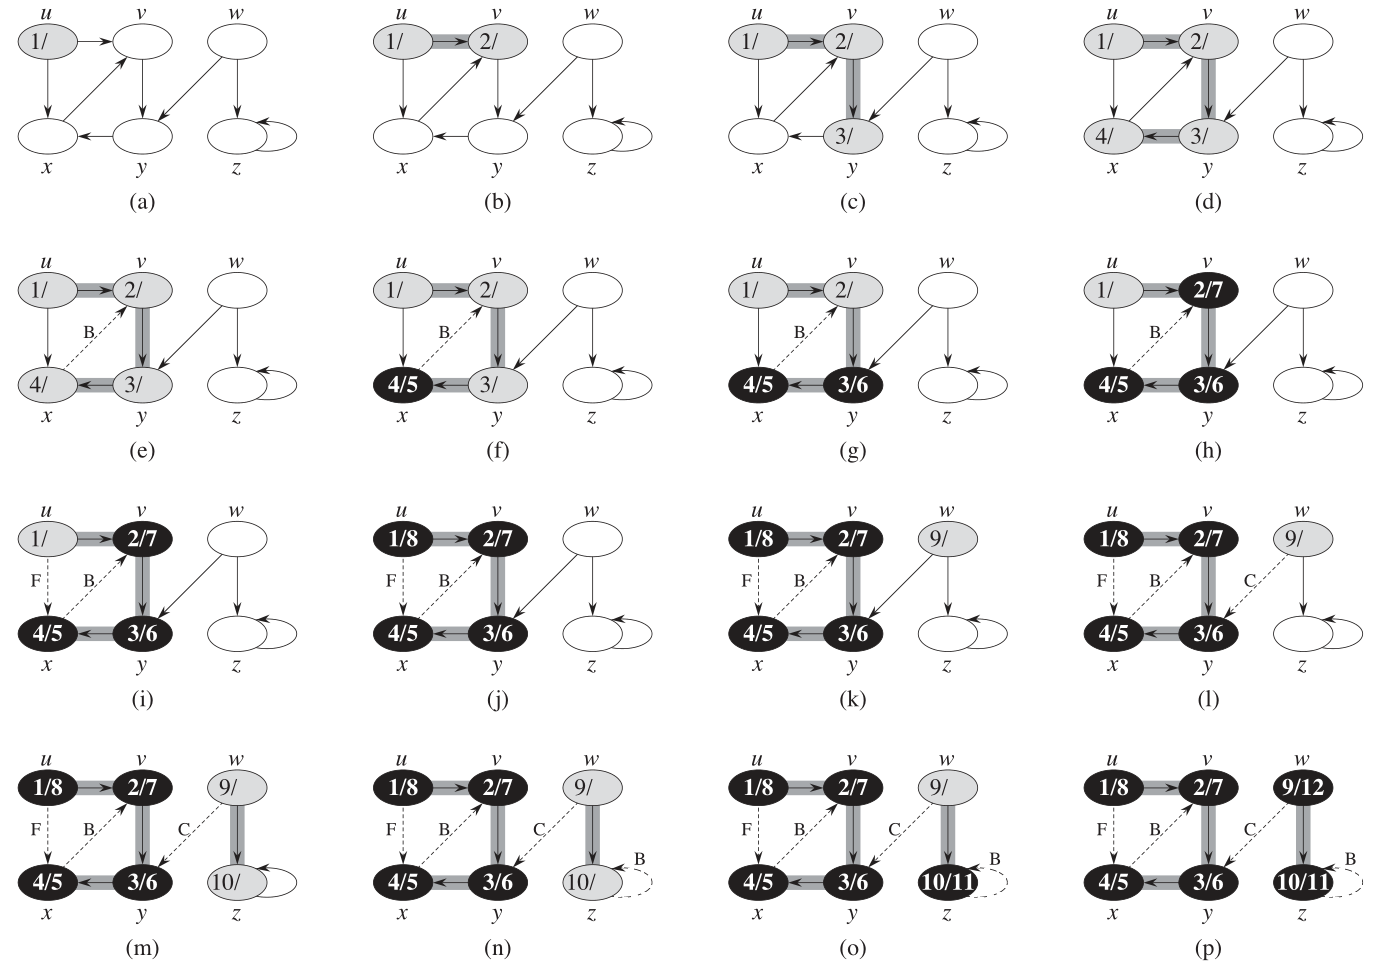 u v w u v w u v w u v w
1/ 1/ 2/ 1/ 2/ 1/ 2/
3/ 4/ 3/
x y z x y z x y z x y z
(a) (b) (c) (d)
u v w u v w u v w u v w
1/ 2/ 1/ 2/ 1/ 2/ 1/ 2/7
B B B B
4/ 3/ 4/5 3/ 4/5 3/6 4/5 3/6
x y z x y z x y z x y z
(e) (f) (g) (h)
u v w u v w u v w u v w
1/ 2/7 1/8 2/7 1/8 2/7 9/ 1/8 2/7 9/
F B F B F B F B C
4/5 3/6 4/5 3/6 4/5 3/6 4/5 3/6
x y z x y z x y z x y z
(i) (j) (k) (l)
u v w u v w u v w u v w
1/8 2/7 9/ 1/8 2/7 9/ 1/8 2/7 9/ 1/8 2/7 9/12
F B C F B C B F B C B F B C B
4/5 3/6 10/ 4/5 3/6 10/ 4/5 3/6 10/11 4/5 3/6 10/11
x y z x y z x y z x y z
(m) (n) (o) (p)